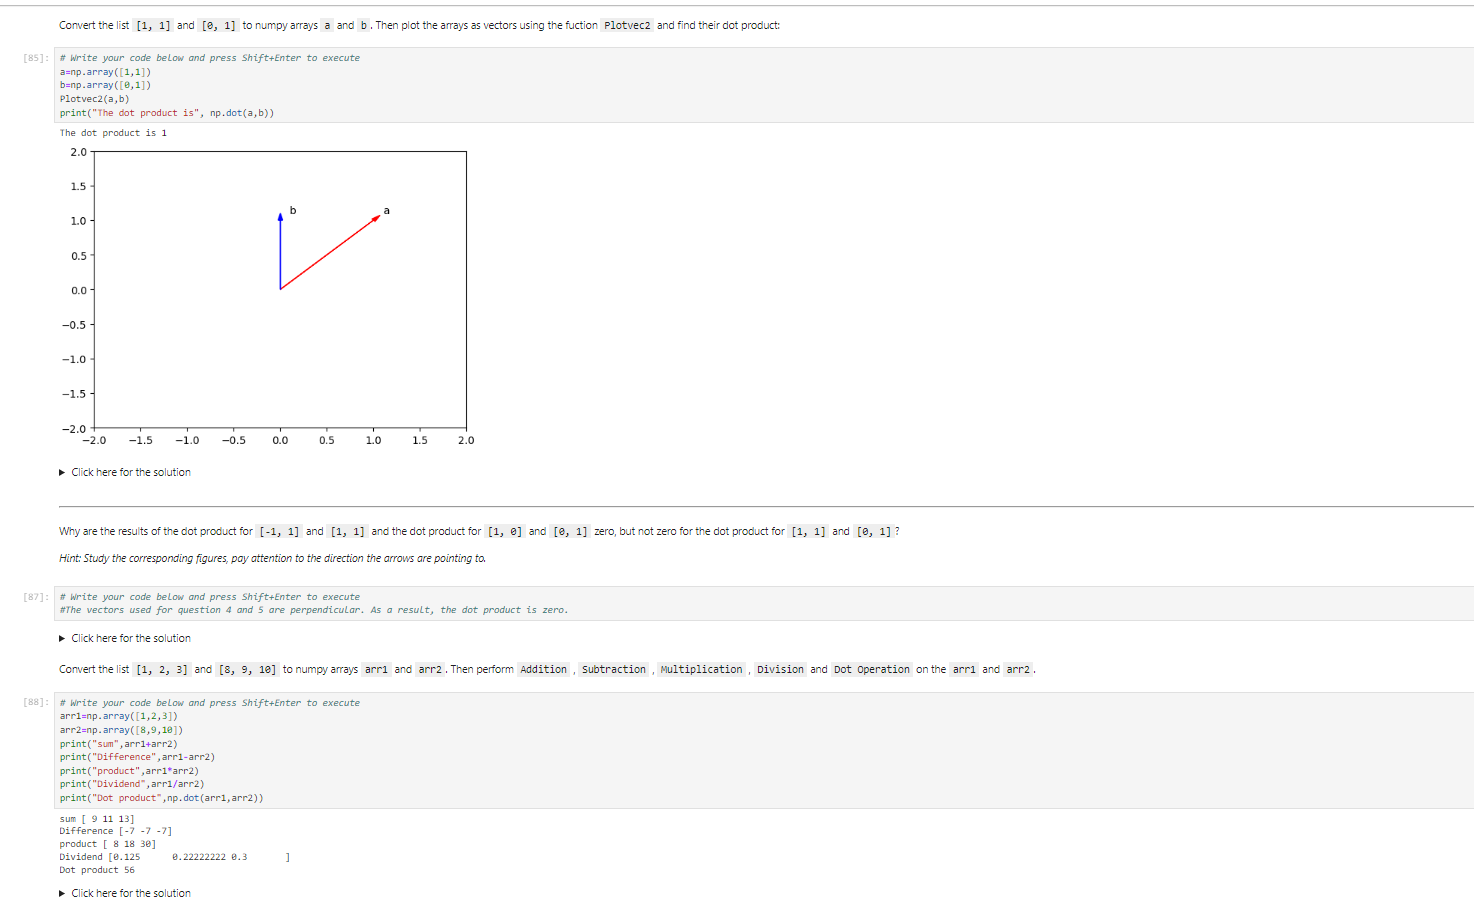 Convert the list [1, 1] and [0, 1] to numpy arrays a and b. Then plot the arrays as vectors using the fuction Plotvec2 and find their dot product:
[85]: # Write your code below and press Shift+Enter to execute
a=np.array([1,1])
b=np.array([0,1])
Plotvec2(a,b)
print("The dot product is", np.dot(a,b))
The dot product is 1
2.0
1.5
b a
1.0
0.5
0.0
−0.5
−1.0
−1.5
−2.0
−2.0 −1.5 −1.0 −0.5 0.0 0.5 1.0 1.5 2.0
▶ Click here for the solution
Why are the results of the dot product for [-1, 1] and [1, 1] and the dot product for [1, 0] and [0, 1] zero, but not zero for the dot product for [1, 1] and [0, 1]?
Hint: Study the corresponding figures, pay attention to the direction the arrows are pointing to.
[87]: # Write your code below and press Shift+Enter to execute
#The vectors used for question 4 and 5 are perpendicular. As a result, the dot product is zero.
▶ Click here for the solution
Convert the list [1, 2, 3] and [8, 9, 10] to numpy arrays arr1 and arr2. Then perform Addition, Subtraction, Multiplication, Division and Dot Operation on the arr1 and arr2.
[88]: # Write your code below and press Shift+Enter to execute
arr1=np.array([1,2,3])
arr2=np.array([8,9,10])
print("sum",arr1+arr2)
print("Difference",arr1-arr2)
print("product",arr1*arr2)
print("Dividend",arr1/arr2)
print("Dot product",np.dot(arr1,arr2))
sum [ 9 11 13]
Difference [-7 -7 -7]
product [ 8 18 30]
Dividend [0.125      0.22222222 0.3       ]
Dot product 56
▶ Click here for the solution